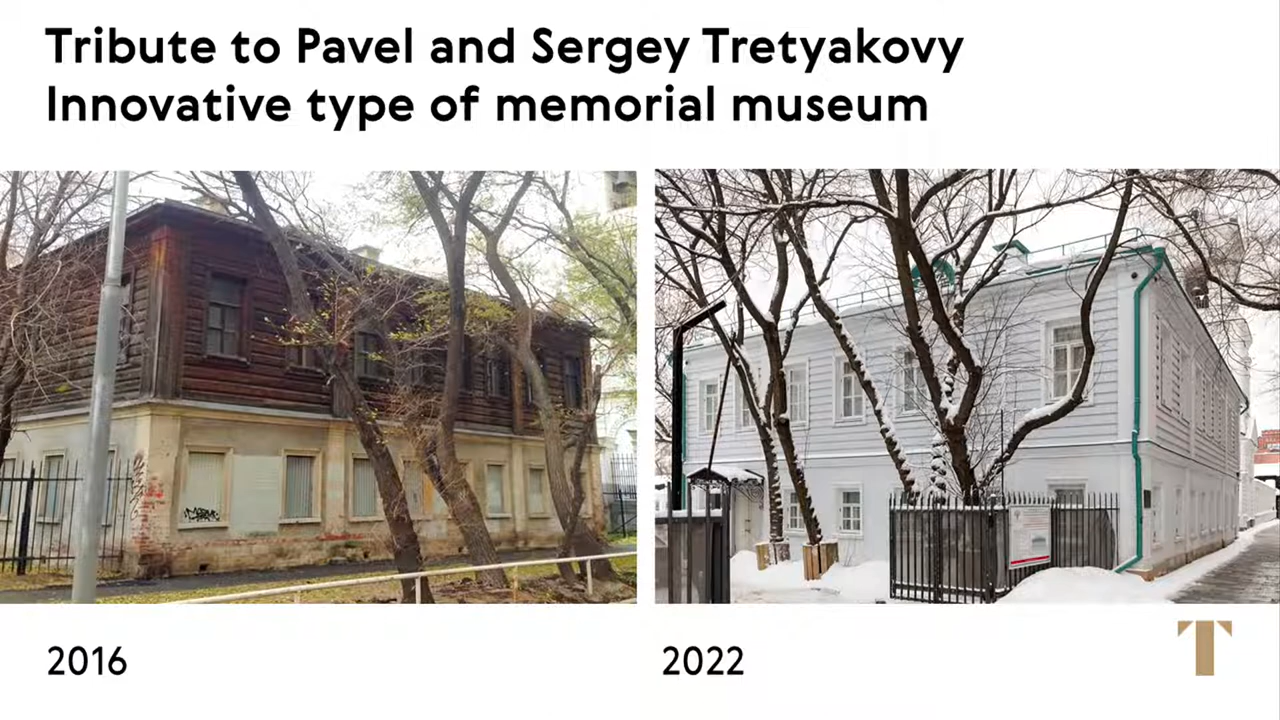 Tribute to Pavel and Sergey Tretyakovy
Innovative type of memorial museum
2016
2022
T